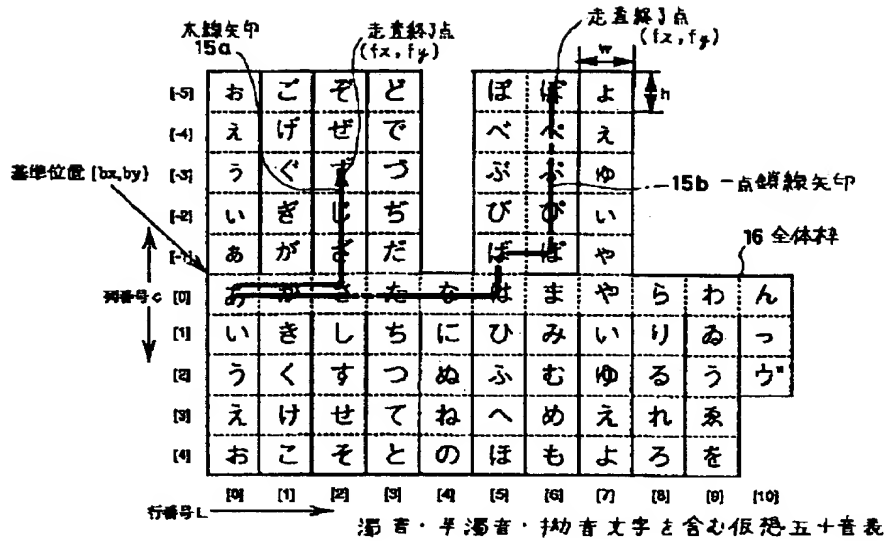 太線矢印
15a
走査終了点
(fx, fy)
走査終了点
(fx, fy)
w
[-5] ぉ ご ぞ ど ぼ ぽ ょ h
[-4] ぇ げ ぜ で べ ぺ ぇ
[-3] ぅ ぐ ず づ ぶ ぷ ゅ
基準位置 (bx, by)
15b 一点鎖線矢印
[-2] ぃ ぎ じ ぢ び ぴ ぃ
[-1] ぁ が ざ だ ば ぱ ゃ
16 全体枠
[0] あ か さ た な は ま や ら わ ん
列番号 c
[1] い き し ち に ひ み い り ゐ っ
[2] う く す つ ぬ ふ む ゆ る う ヴ
[3] え け せ て ね へ め え れ ゑ
[4] お こ そ と の ほ も よ ろ を
[0] [1] [2] [3] [4] [5] [6] [7] [8] [9] [10]
行番号 L
濁音・半濁音・拗音文字を含む仮想五十音表